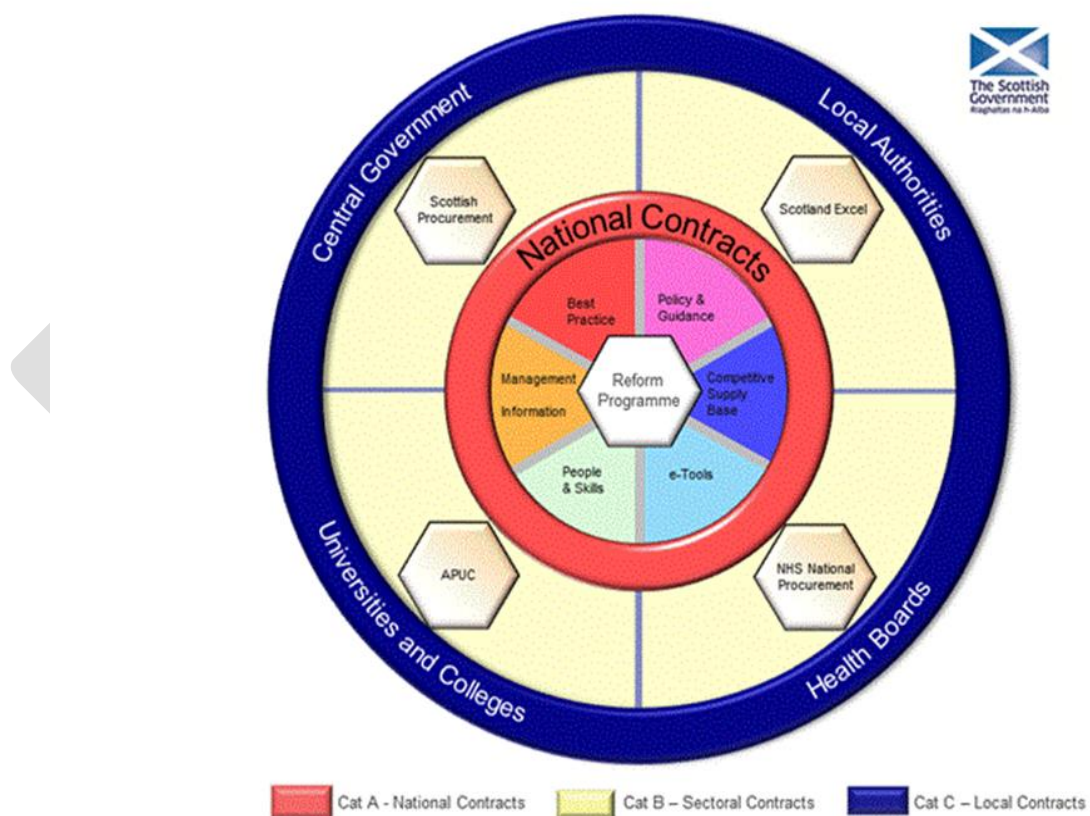 The Scottish
Government
Riaghaltas na h-Alba
Central Government
Local Authorities
Scottish
Procurement
Scotland Excel
National Contracts
Best
Practice
Policy &
Guidance
Management
Information
Reform
Programme
Competitive
Supply
Base
People
& Skills
e-Tools
APUC
NHS National
Procurement
Universities and Colleges
Health Boards
Cat A - National Contracts
Cat B – Sectoral Contracts
Cat C – Local Contracts